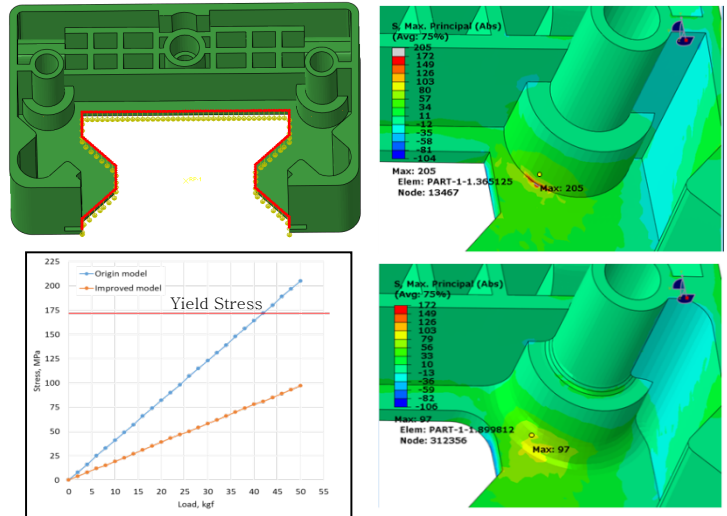 S, Max. Principal (Abs)
(Avg: 75%)
205
172
149
126
103
80
57
34
11
-12
-35
-58
-81
-104
Max: 205
Elem: PART-1-1.365125
Node: 13467
Max: 205
225
200
175
150
125
100
75
50
25
0
Stress, MPa
Origin model
Improved model
Yield Stress
0 5 10 15 20 25 30 35 40 45 50 55
Load, kgf
S, Max. Principal (Abs)
(Avg: 75%)
172
149
126
103
79
56
33
10
-13
-36
-59
-82
-106
Max: 97
Elem: PART-1-1.899812
Node: 312356
Max: 97